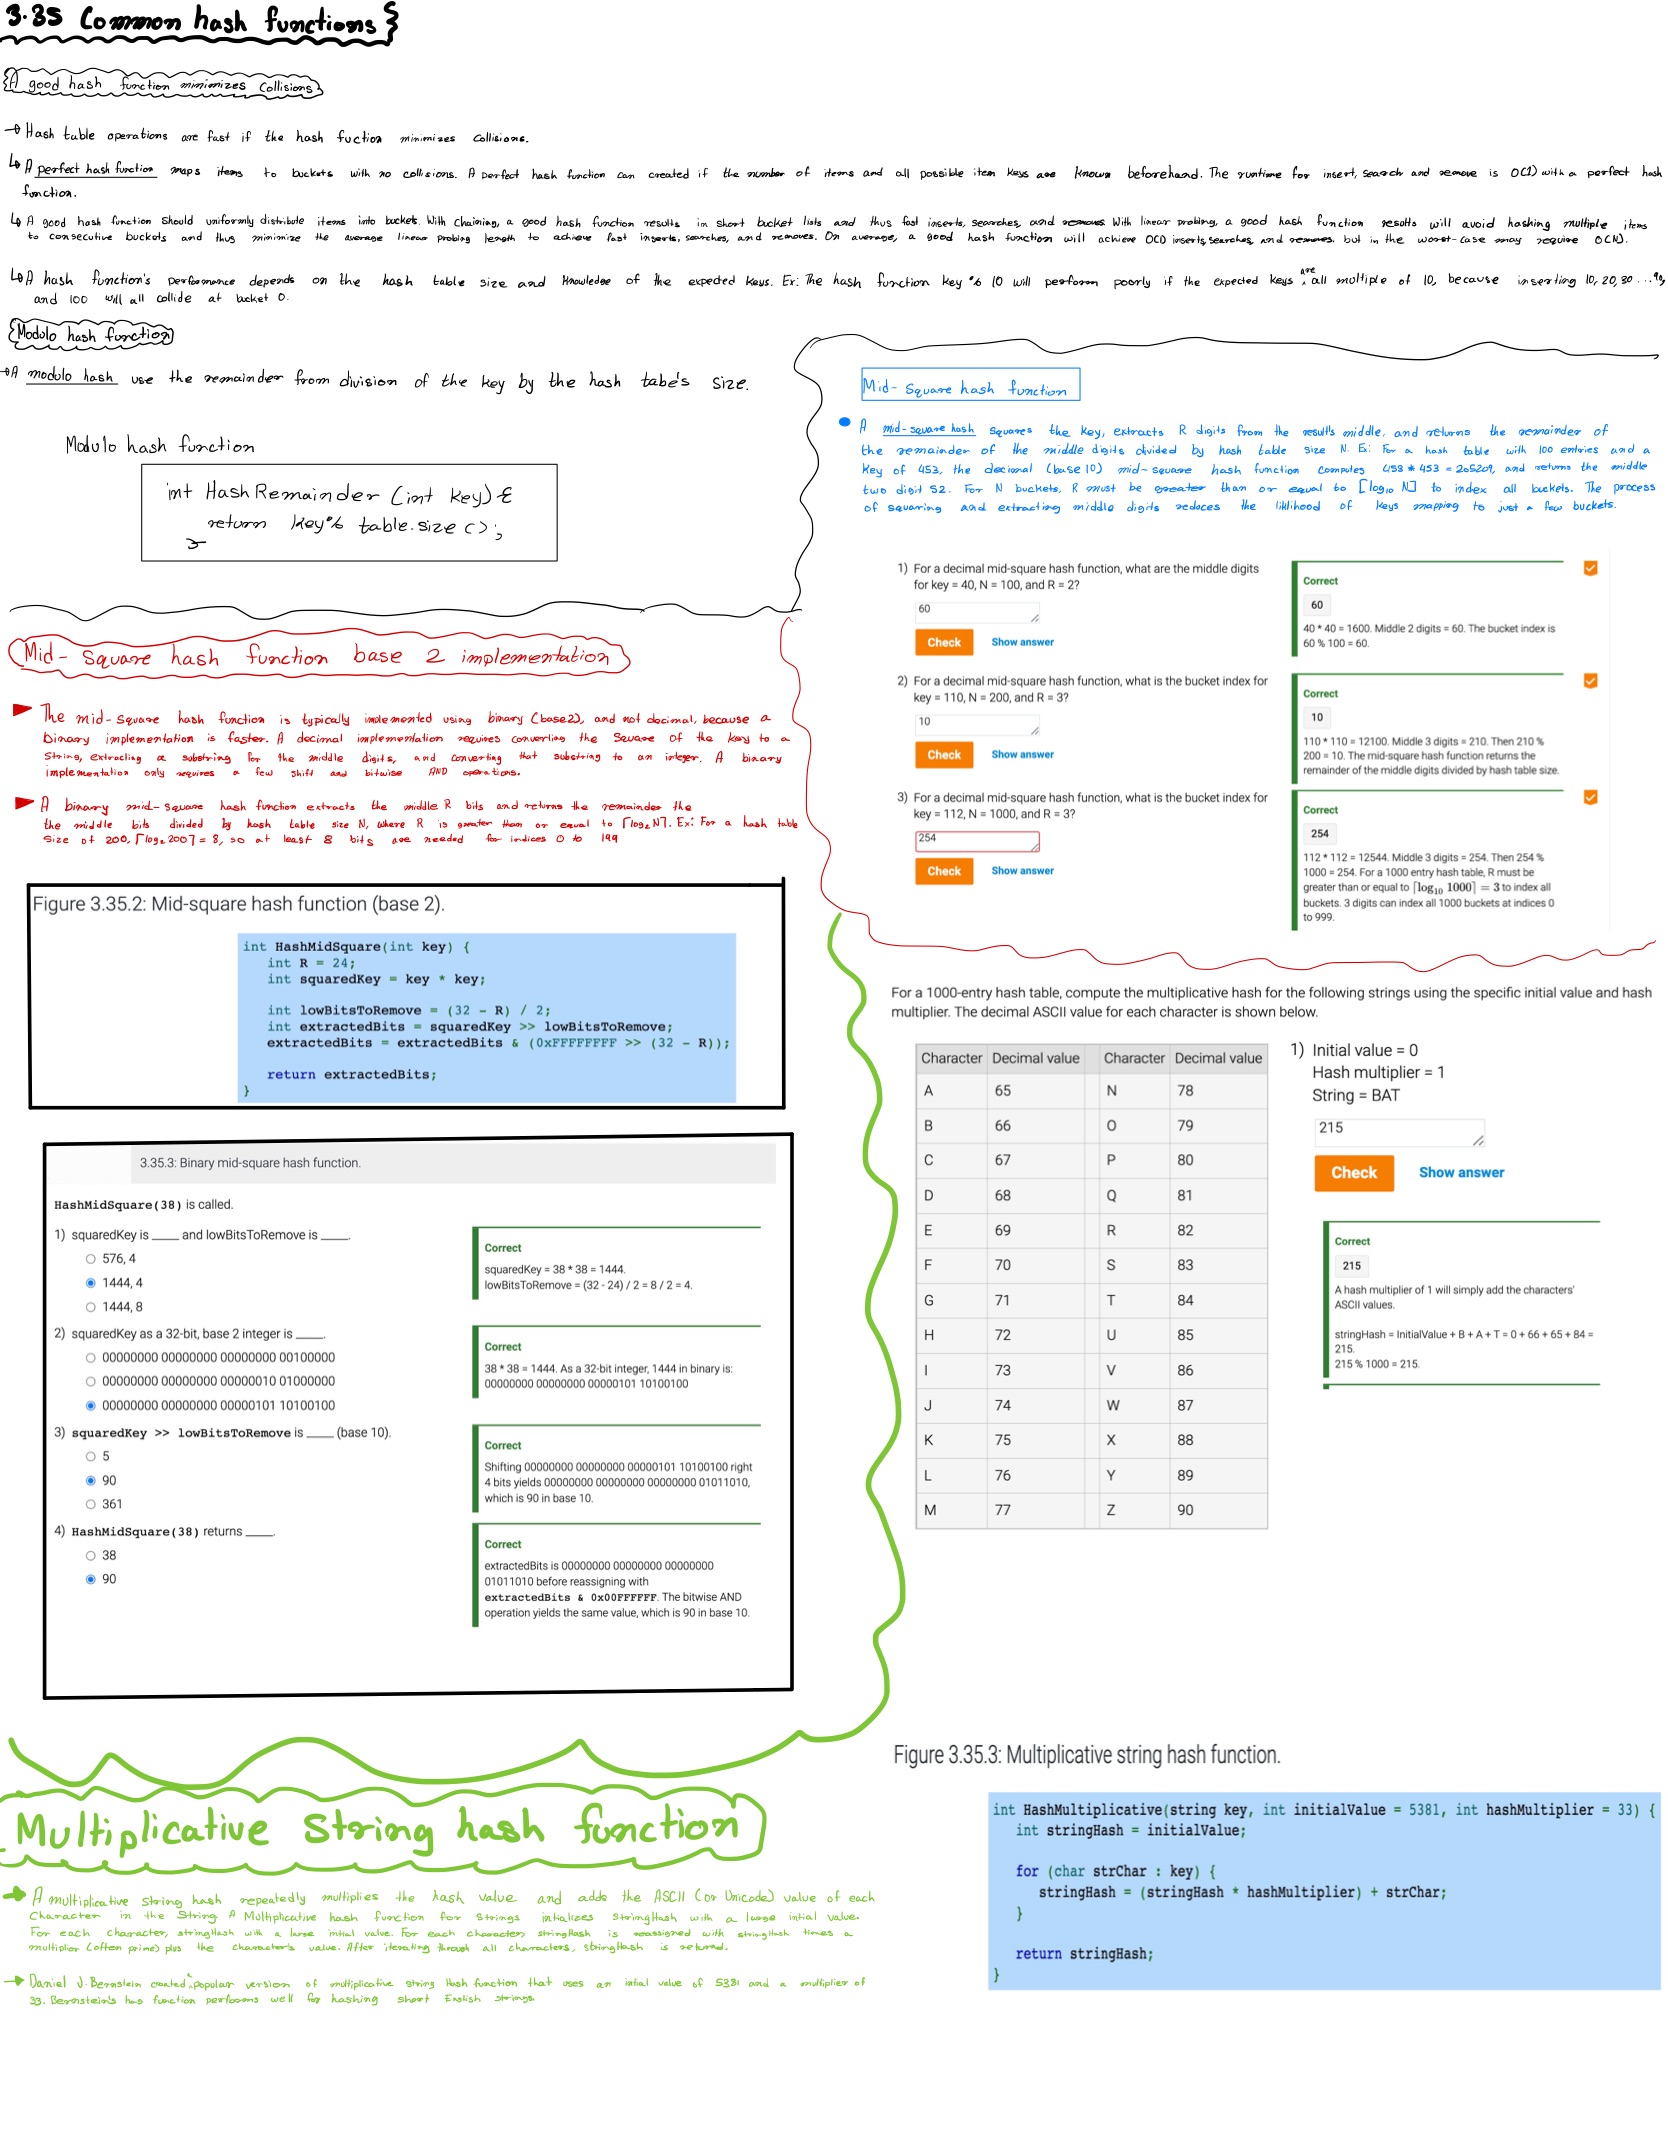 3.35 Common hash functions
A good hash function minimizes collisions
Hash table operations are fast if the hash fuction minimizes collisions.
A perfect hash function maps items to buckets with no collisions. A perfect hash function can created if the number of items and all possible item keys are known beforehand. The runtime for insert, search and remove is O(1) with a perfect hash
function.
A good hash function should uniformly distribute items into buckets. With chaining, a good hash function results in short bucket lists and thus fast inserts, searches, and removes. With linear probing, a good hash function results will avoid hashing multiple items
to consecutive buckets and thus minimize the average linear probing length to achieve fast inserts, searches, and removes. On average, a good hash function will achieve O(1) inserts, searches, and removes. but in the worst-case may require O(N).
A hash function's performance depends on the hash table size and knowledge of the expected keys. Ex: The hash function key % 10 will perform poorly if the expected keys are all multiple of 10, because inserting 10, 20, 30 ... 90,
and 100 will all collide at bucket 0.
Modulo hash function
A modulo hash use the remainder from division of the key by the hash tabe's size.
Modulo hash function
int HashRemainder (int key) {
return key % table.size ();
}
Mid-Square hash function
A mid-square hash squares the key, extracts R digits from the result's middle, and returns the remainder of
the remainder of the middle digits divided by hash table size N. Ex: For a hash table with 100 entries and a
key of 453, the decimal (base 10) mid-square hash function computes 453 * 453 = 205209, and returns the middle
two digit 52. For N buckets, R must be greater than or equal to ⌈log10 N⌉ to index all buckets. The process
of squaring and extracting middle digits reduces the liklihood of keys mapping to just a few buckets.
1) For a decimal mid-square hash function, what are the middle digits
for key = 40, N = 100, and R = 2?
60
Check Show answer
Correct
60
40 * 40 = 1600. Middle 2 digits = 60. The bucket index is
60 % 100 = 60.
2) For a decimal mid-square hash function, what is the bucket index for
key = 110, N = 200, and R = 3?
10
Check Show answer
Correct
10
110 * 110 = 12100. Middle 3 digits = 210. Then 210 %
200 = 10. The mid-square hash function returns the
remainder of the middle digits divided by hash table size.
3) For a decimal mid-square hash function, what is the bucket index for
key = 112, N = 1000, and R = 3?
254
Check Show answer
Correct
254
112 * 112 = 12544. Middle 3 digits = 254. Then 254 %
1000 = 254. For a 1000 entry hash table, R must be
greater than or equal to ⌈log10 1000⌉ = 3 to index all
buckets. 3 digits can index all 1000 buckets at indices 0
to 999.
Mid-Square hash function base 2 implementation
The mid-square hash function is typically implemented using binary (base2), and not decimal, because a
binary implementation is faster. A decimal implementation requires converting the square of the key to a
string, extracting a substring for the middle digits, and converting that substring to an integer. A binary
implementation only requires a few shift and bitwise AND operations.
A binary mid-square hash function extracts the middle R bits and returns the remainder the
the middle bits divided by hash table size N, where R is greater than or equal to ⌈log2 N⌉. Ex: For a hash table
size of 200, ⌈log2 200⌉ = 8, so at least 8 bits are needed for indices 0 to 199
Figure 3.35.2: Mid-square hash function (base 2).
int HashMidSquare(int key) {
int R = 24;
int squaredKey = key * key;
int lowBitsToRemove = (32 - R) / 2;
int extractedBits = squaredKey >> lowBitsToRemove;
extractedBits = extractedBits & (0xFFFFFFFF >> (32 - R));
return extractedBits;
}
3.35.3: Binary mid-square hash function.
HashMidSquare(38) is called.
1) squaredKey is ____ and lowBitsToRemove is ____.
576, 4
1444, 4
1444, 8
Correct
squaredKey = 38 * 38 = 1444.
lowBitsToRemove = (32 - 24) / 2 = 8 / 2 = 4.
2) squaredKey as a 32-bit, base 2 integer is ____.
00000000 00000000 00000000 00100000
00000000 00000000 00000010 01000000
00000000 00000000 00000101 10100100
Correct
38 * 38 = 1444. As a 32-bit integer, 1444 in binary is:
00000000 00000000 00000101 10100100
3) squaredKey >> lowBitsToRemove is ____ (base 10).
5
90
361
Correct
Shifting 00000000 00000000 00000101 10100100 right
4 bits yields 00000000 00000000 00000000 01011010,
which is 90 in base 10.
4) HashMidSquare(38) returns ____.
38
90
Correct
extractedBits is 00000000 00000000 00000000
01011010 before reassigning with
extractedBits & 0x00FFFFFF. The bitwise AND
operation yields the same value, which is 90 in base 10.
For a 1000-entry hash table, compute the multiplicative hash for the following strings using the specific initial value and hash
multiplier. The decimal ASCII value for each character is shown below.
Character Decimal value Character Decimal value
A 65 N 78
B 66 O 79
C 67 P 80
D 68 Q 81
E 69 R 82
F 70 S 83
G 71 T 84
H 72 U 85
I 73 V 86
J 74 W 87
K 75 X 88
L 76 Y 89
M 77 Z 90
1) Initial value = 0
Hash multiplier = 1
String = BAT
215
Check Show answer
Correct
215
A hash multiplier of 1 will simply add the characters'
ASCII values.
stringHash = InitialValue + B + A + T = 0 + 66 + 65 + 84 =
215.
215 % 1000 = 215.
Multiplicative String hash function
A multiplicative string hash repeatedly multiplies the hash value and adds the ASCII (or Unicode) value of each
Character in the String A Multiplicative hash function for strings intializes StringHash with a large intial value.
For each character, stringHash with a large intial value. For each character, stringHash is reassigned with stringHash times a
multiplier (often prime) plus the character's value. After iterating through all characters, StringHash is returned.
Daniel J. Bernstein created a popular version of multiplicative string Hash function that uses an intial value of 5381 and a multiplier of
33. Bernstein's has function performs well for hashing short English strings
Figure 3.35.3: Multiplicative string hash function.
int HashMultiplicative(string key, int initialValue = 5381, int hashMultiplier = 33) {
int stringHash = initialValue;
for (char strChar : key) {
stringHash = (stringHash * hashMultiplier) + strChar;
}
return stringHash;
}